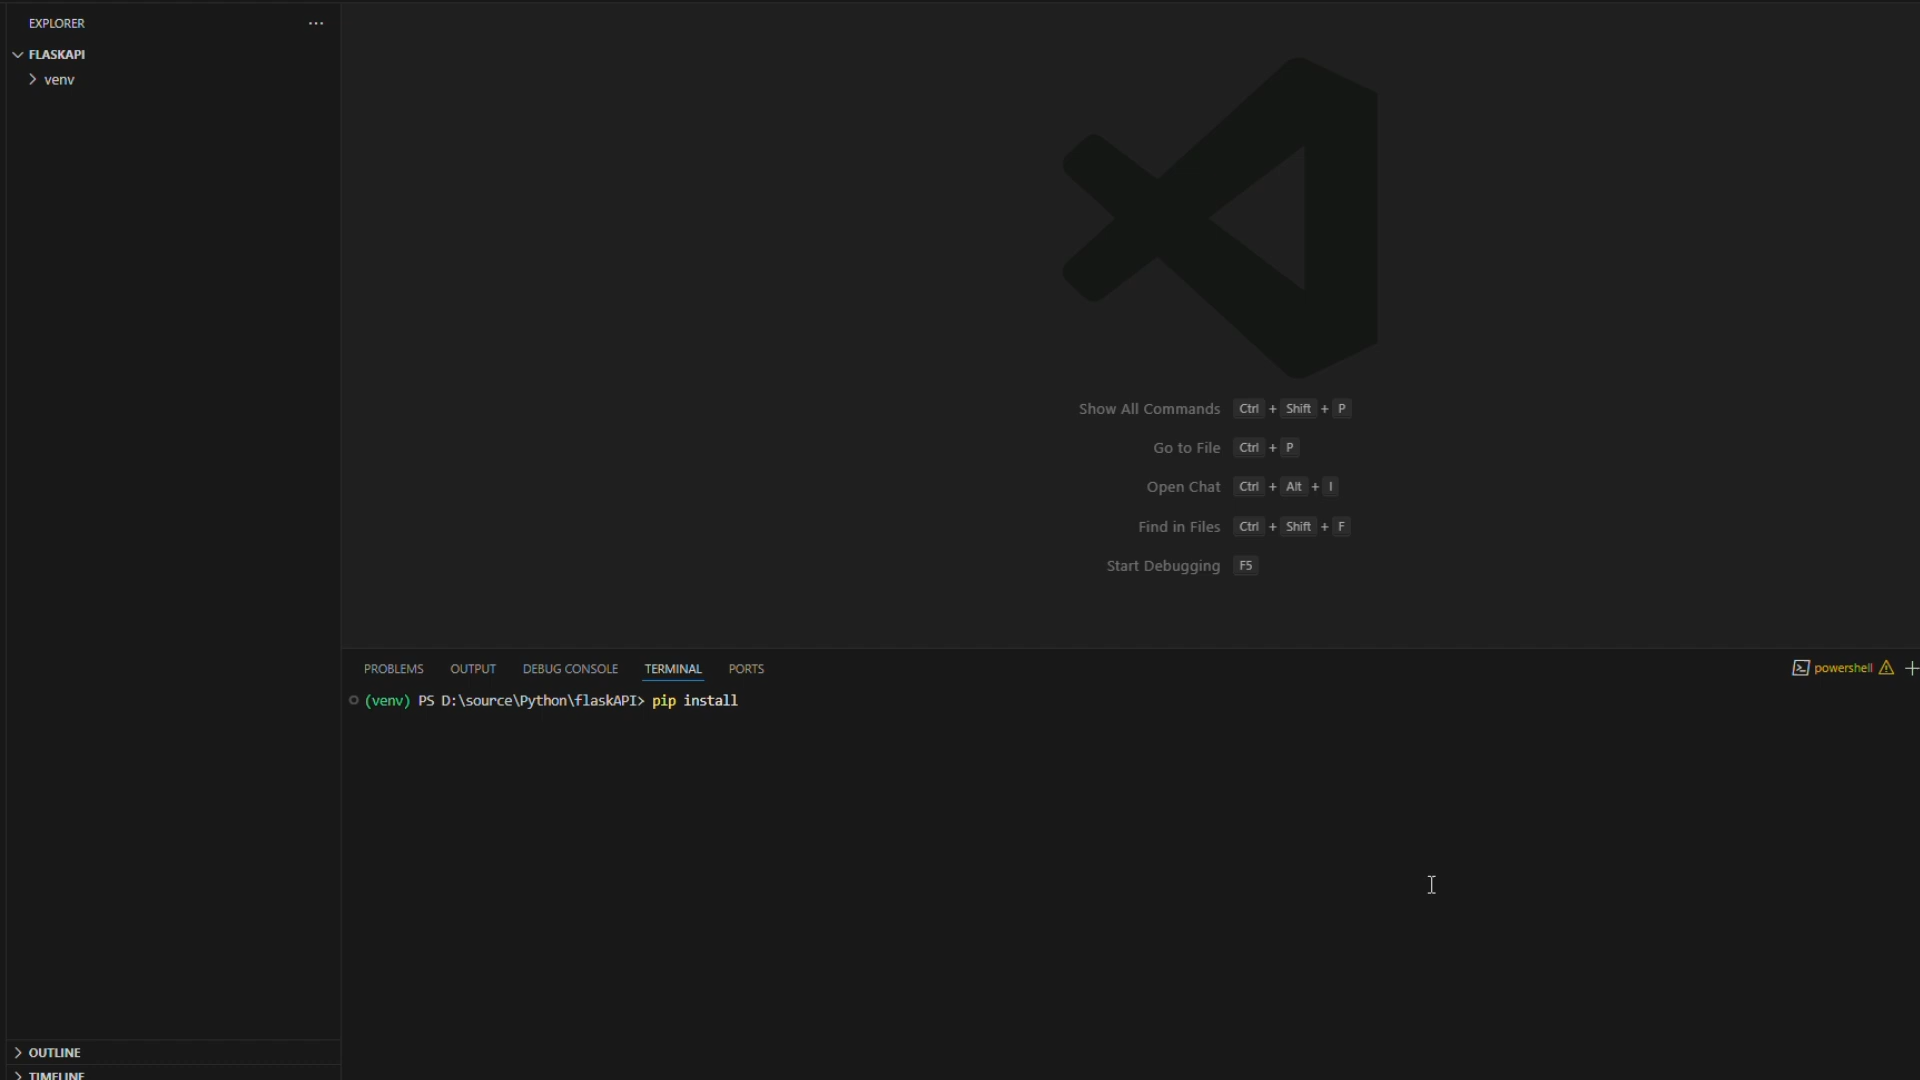 EXPLORER
FLASKAPI
venv
Show All Commands Ctrl + Shift + P
Go to File Ctrl + P
Open Chat Ctrl + Alt + I
Find in Files Ctrl + Shift + F
Start Debugging F5
PROBLEMS OUTPUT DEBUG CONSOLE TERMINAL PORTS
powershell
(venv) PS D:\source\Python\flaskAPI> pip install
OUTLINE
TIMELINE